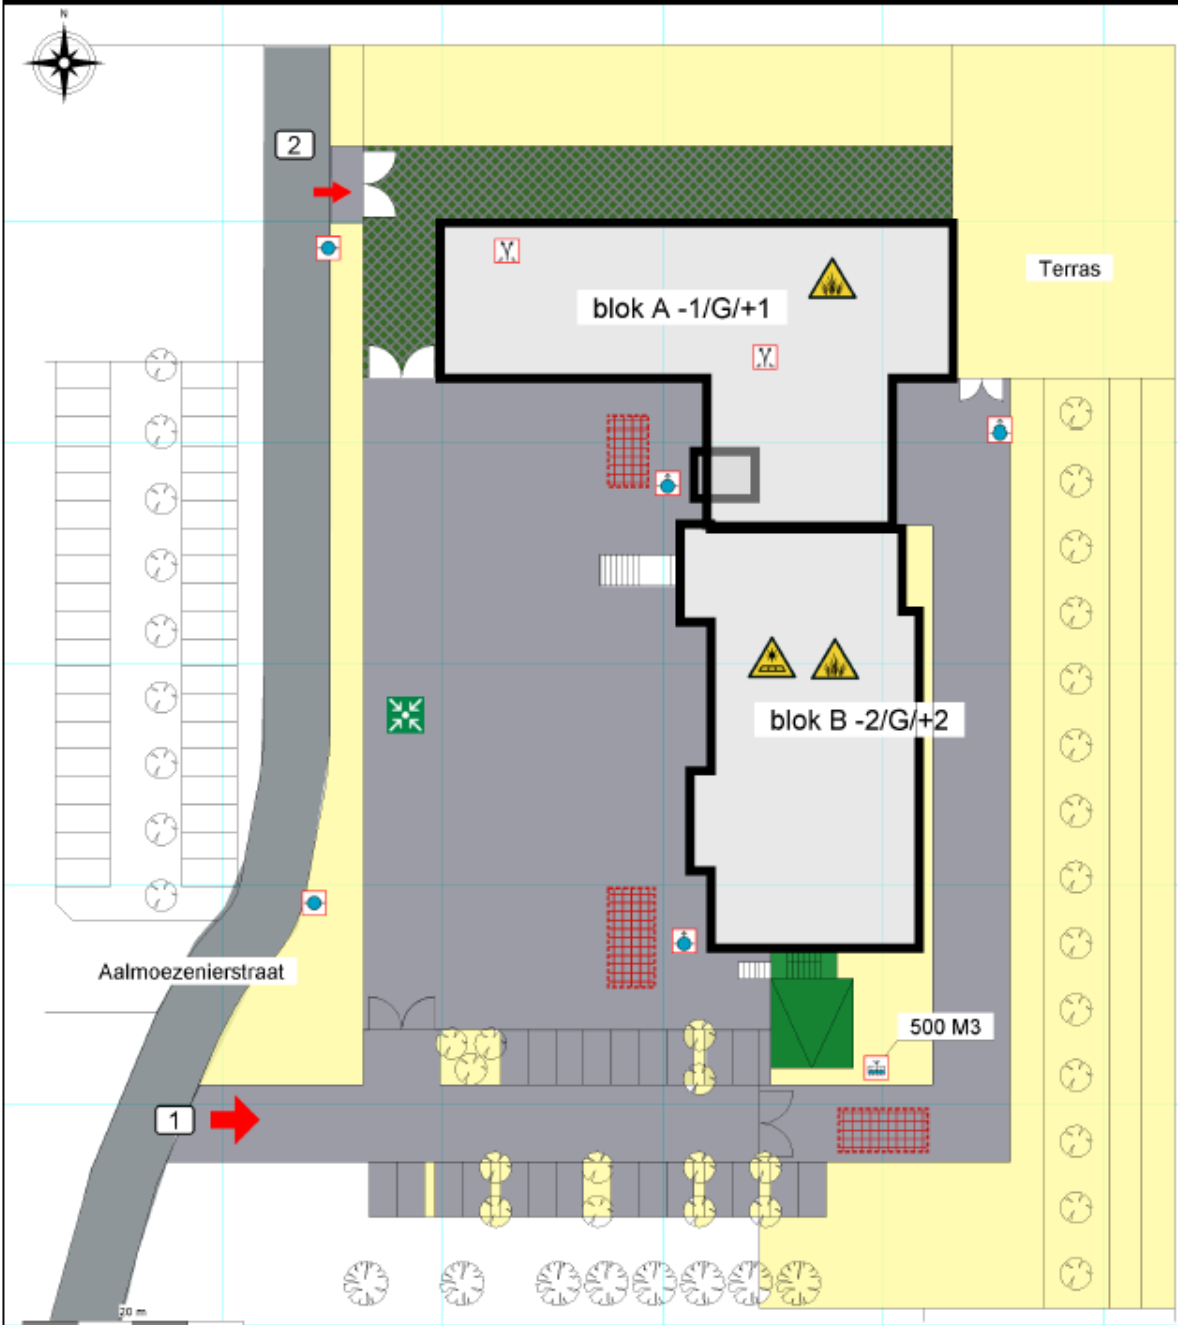 N
2
Terras
blok A -1/G/+1
blok B -2/G/+2
Aalmoezenierstraat
500 M3
1
20 m